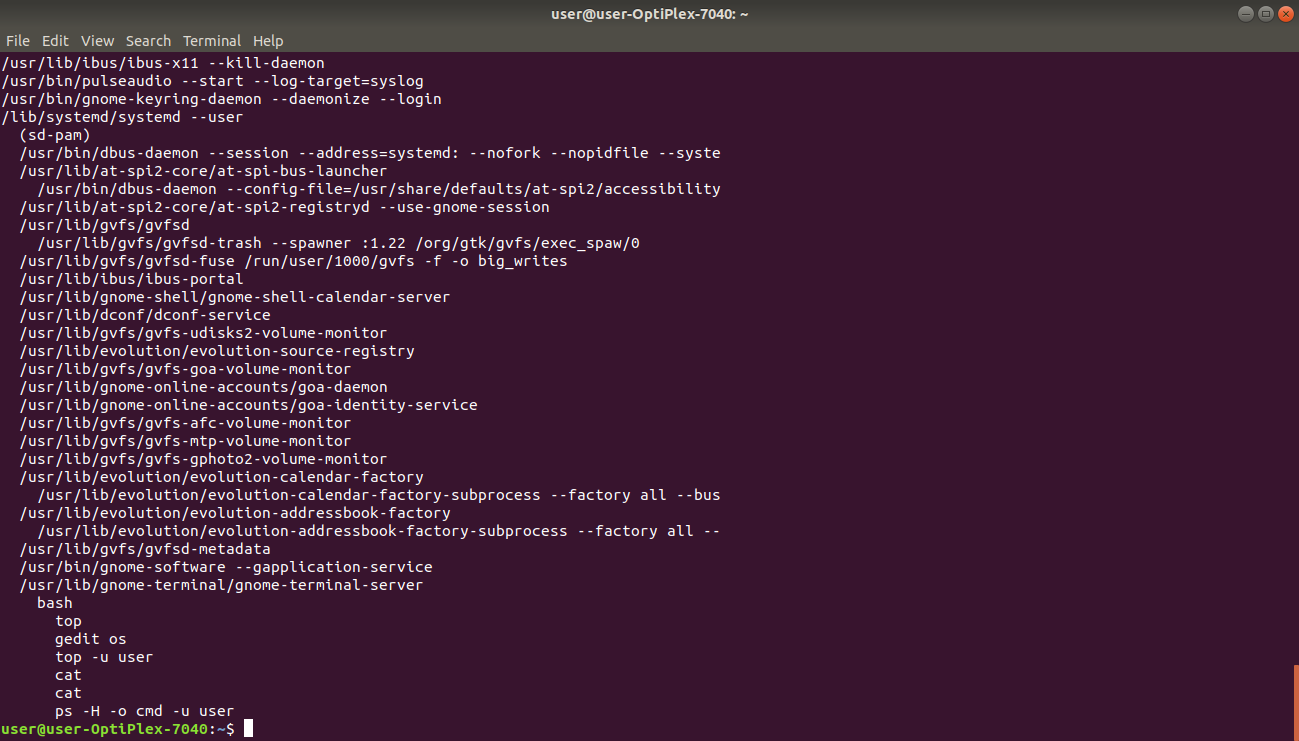 user@user-OptiPlex-7040: ~
File Edit View Search Terminal Help
/usr/lib/ibus/ibus-x11 --kill-daemon
/usr/bin/pulseaudio --start --log-target=syslog
/usr/bin/gnome-keyring-daemon --daemonize --login
/lib/systemd/systemd --user
  (sd-pam)
  /usr/bin/dbus-daemon --session --address=systemd: --nofork --nopidfile --syste
  /usr/lib/at-spi2-core/at-spi-bus-launcher
    /usr/bin/dbus-daemon --config-file=/usr/share/defaults/at-spi2/accessibility
  /usr/lib/at-spi2-core/at-spi2-registryd --use-gnome-session
  /usr/lib/gvfs/gvfsd
    /usr/lib/gvfs/gvfsd-trash --spawner :1.22 /org/gtk/gvfs/exec_spaw/0
  /usr/lib/gvfs/gvfsd-fuse /run/user/1000/gvfs -f -o big_writes
  /usr/lib/ibus/ibus-portal
  /usr/lib/gnome-shell/gnome-shell-calendar-server
  /usr/lib/dconf/dconf-service
  /usr/lib/gvfs/gvfs-udisks2-volume-monitor
  /usr/lib/evolution/evolution-source-registry
  /usr/lib/gvfs/gvfs-goa-volume-monitor
  /usr/lib/gnome-online-accounts/goa-daemon
  /usr/lib/gnome-online-accounts/goa-identity-service
  /usr/lib/gvfs/gvfs-afc-volume-monitor
  /usr/lib/gvfs/gvfs-mtp-volume-monitor
  /usr/lib/gvfs/gvfs-gphoto2-volume-monitor
  /usr/lib/evolution/evolution-calendar-factory
    /usr/lib/evolution/evolution-calendar-factory-subprocess --factory all --bus
  /usr/lib/evolution/evolution-addressbook-factory
    /usr/lib/evolution/evolution-addressbook-factory-subprocess --factory all --
  /usr/lib/gvfs/gvfsd-metadata
  /usr/bin/gnome-software --gapplication-service
  /usr/lib/gnome-terminal/gnome-terminal-server
    bash
      top
      gedit os
      top -u user
      cat
      cat
      ps -H -o cmd -u user
user@user-OptiPlex-7040:~$